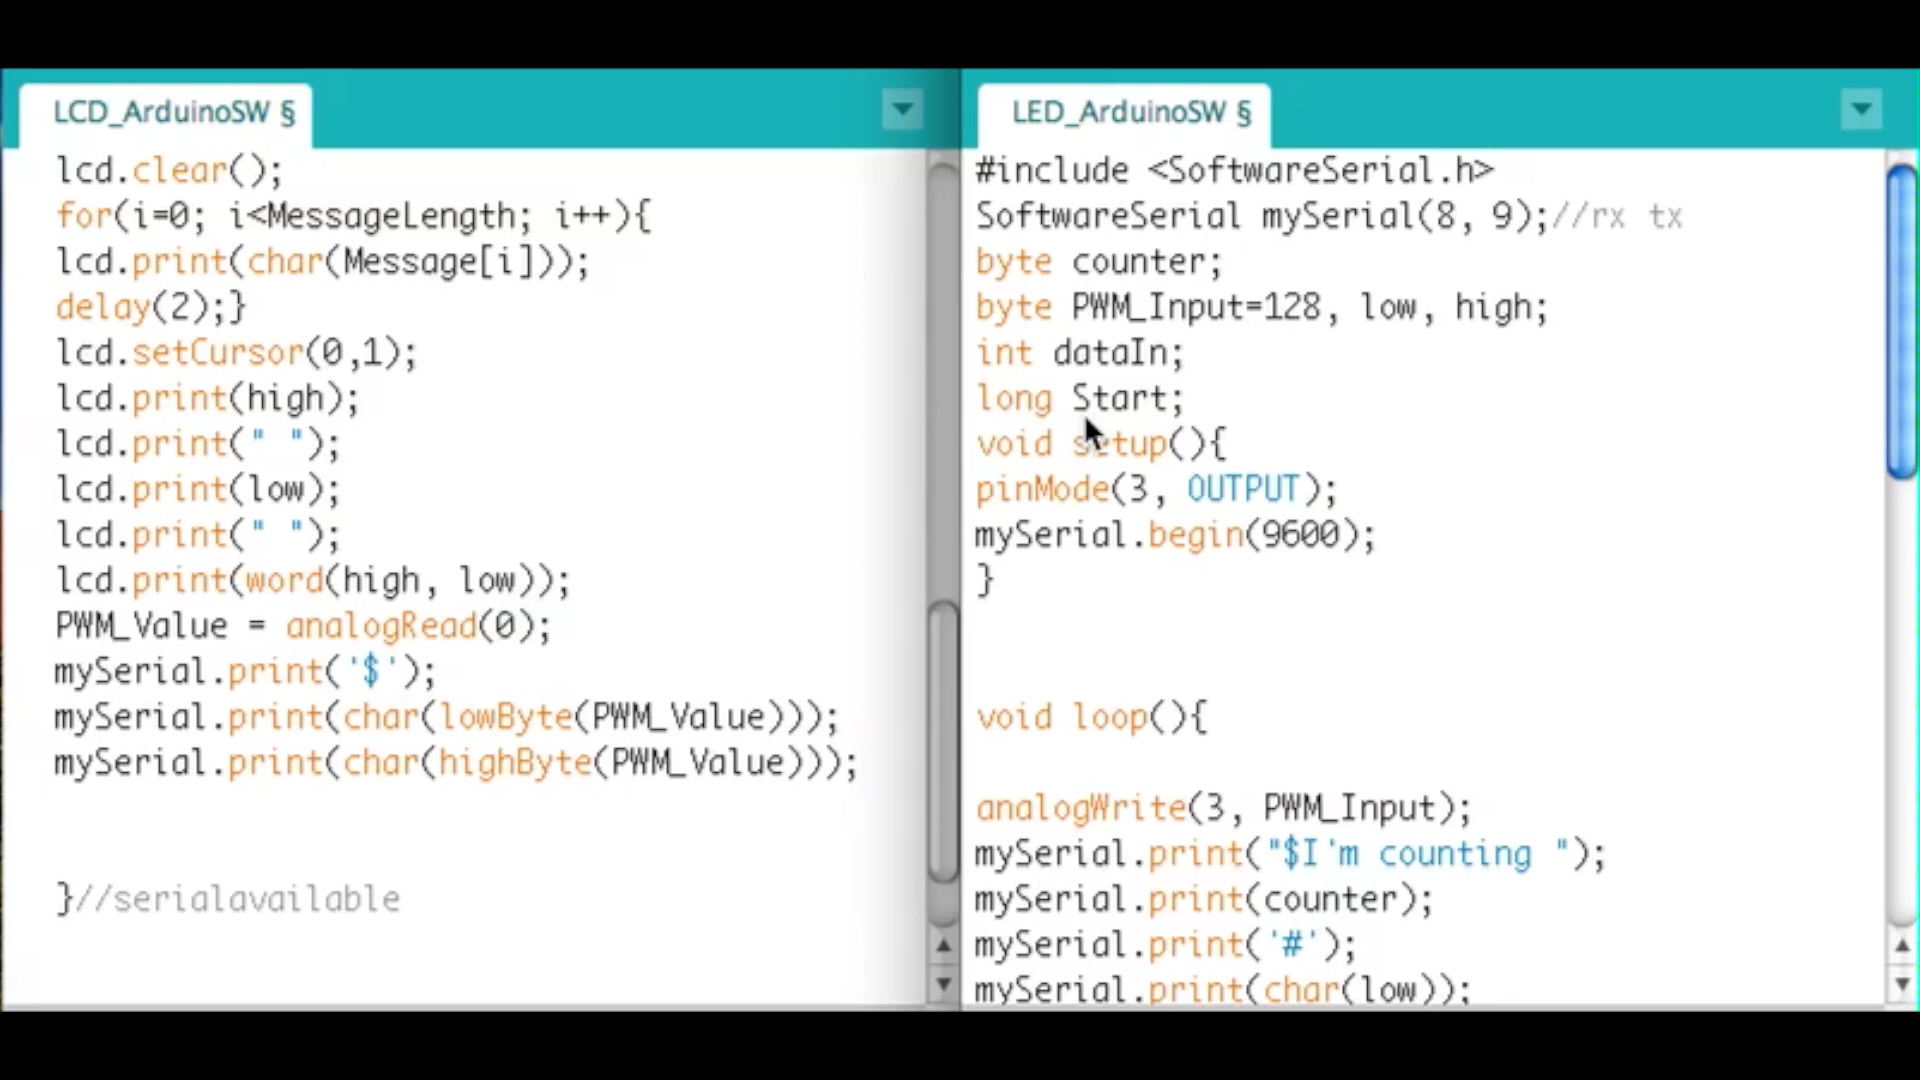 LCD_ArduinoSW §
lcd.clear();
for(i=0; i<MessageLength; i++){
lcd.print(char(Message[i]));
delay(2);}
lcd.setCursor(0,1);
lcd.print(high);
lcd.print(" ");
lcd.print(low);
lcd.print(" ");
lcd.print(word(high, low));
PWM_Value = analogRead(0);
mySerial.print('$');
mySerial.print(char(lowByte(PWM_Value)));
mySerial.print(char(highByte(PWM_Value)));
}//serialavailable
LED_ArduinoSW §
#include <SoftwareSerial.h>
SoftwareSerial mySerial(8, 9);//rx tx
byte counter;
byte PWM_Input=128, low, high;
int dataIn;
long Start;
void setup(){
pinMode(3, OUTPUT);
mySerial.begin(9600);
}
void loop(){
analogWrite(3, PWM_Input);
mySerial.print("$I'm counting ");
mySerial.print(counter);
mySerial.print('#');
mySerial.print(char(low));